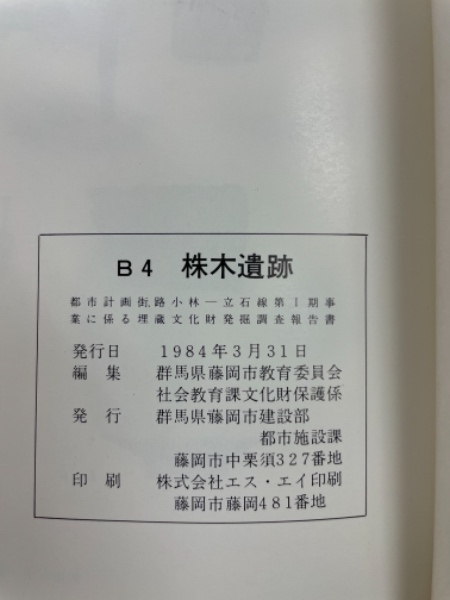 B4 株木遺跡
都市計画街路小林―立石線第Ⅰ期事
業に係る埋蔵文化財発掘調査報告書
発行日 1984年3月31日
編集 群馬県藤岡市教育委員会
社会教育課文化財保護係
発行 群馬県藤岡市建設部
都市施設課
藤岡市中栗須327番地
印刷 株式会社エス・エイ印刷
藤岡市藤岡481番地